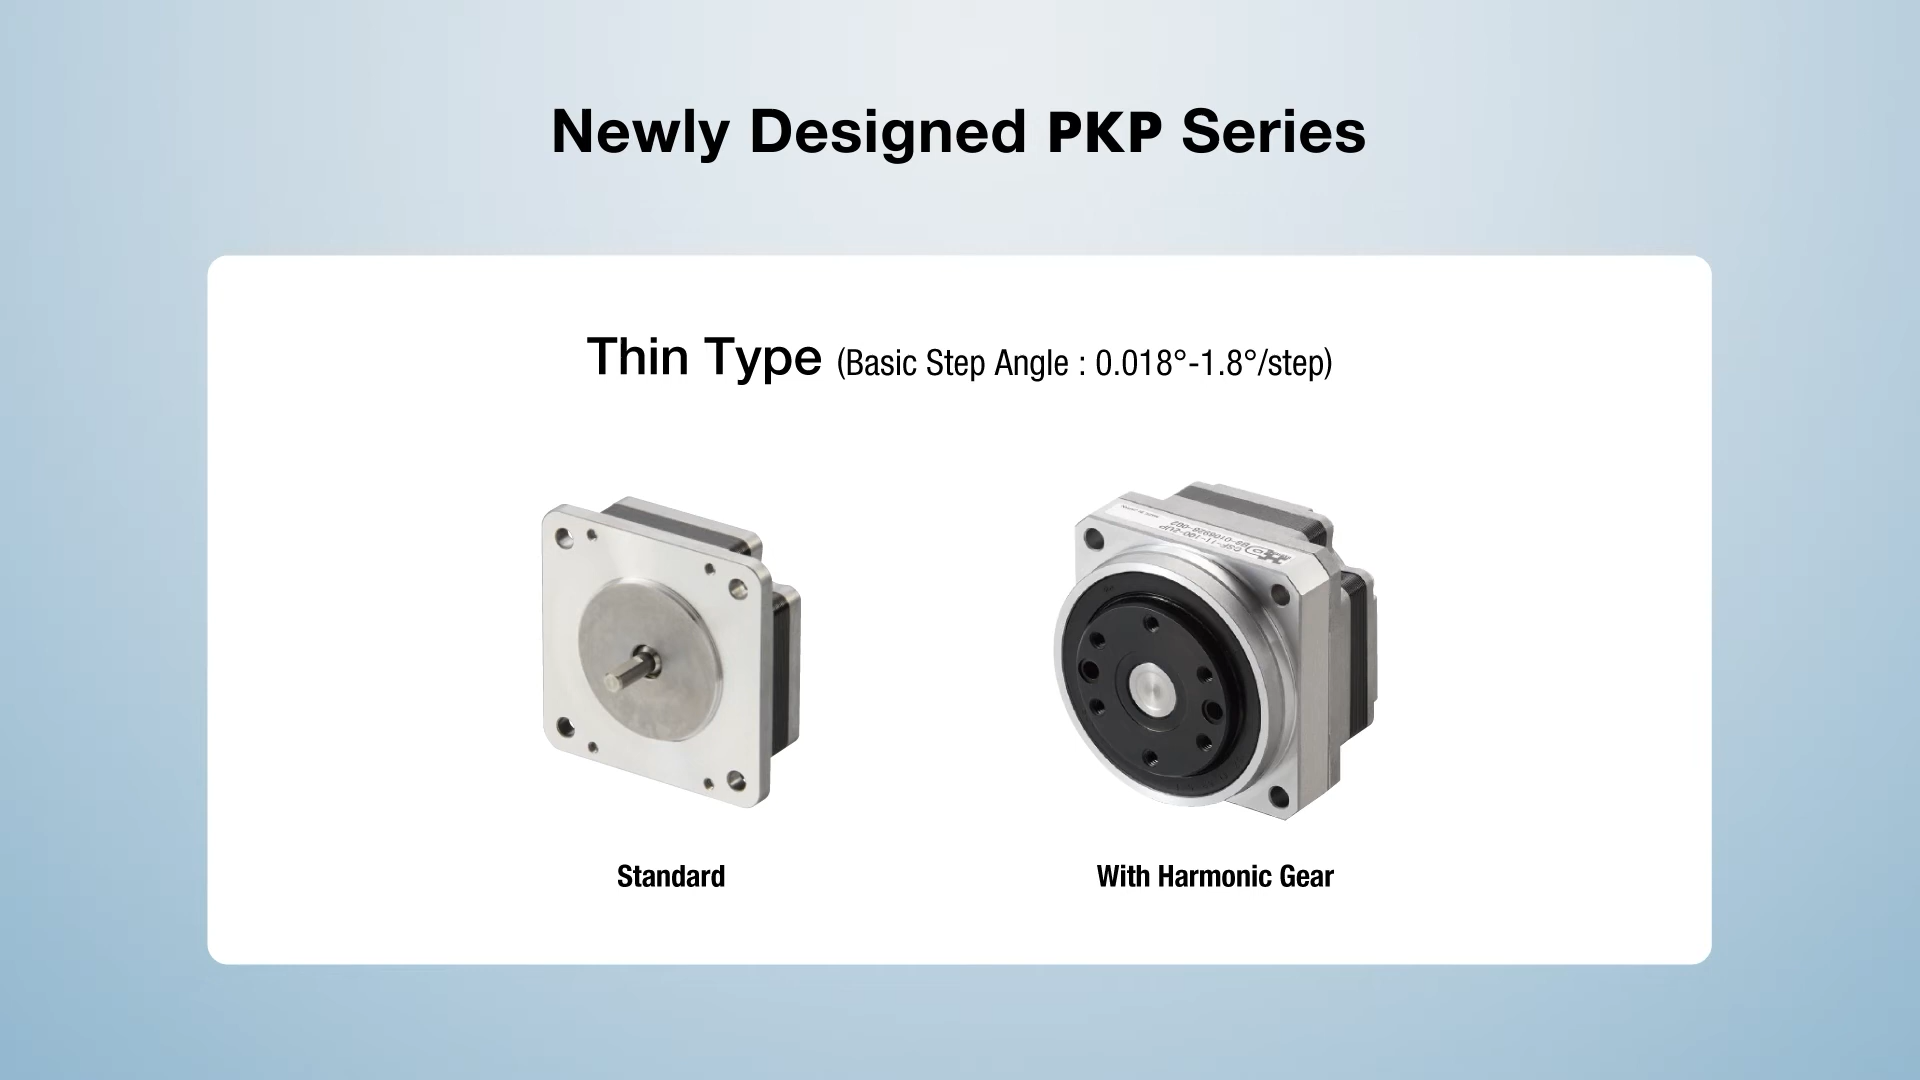 Newly Designed PKP Series
Thin Type (Basic Step Angle : 0.018°-1.8°/step)
Standard
With Harmonic Gear